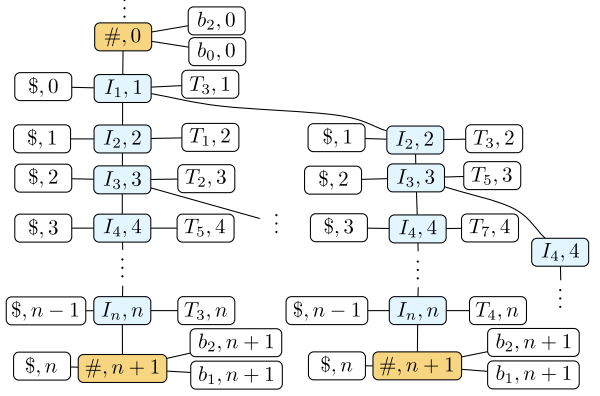 ⋮
#, 0
b₂, 0
b₀, 0
$, 0
I₁, 1
T₃, 1
$, 1
I₂, 2
T₁, 2
$, 1
I₂, 2
T₃, 2
$, 2
I₃, 3
T₂, 3
$, 2
I₃, 3
T₅, 3
⋮
$, 3
I₄, 4
T₅, 4
$, 3
I₄, 4
T₇, 4
I₄, 4
⋮
⋮
⋮
$, n − 1
Iₙ, n
T₃, n
$, n − 1
Iₙ, n
T₄, n
$, n
#, n + 1
b₂, n + 1
b₁, n + 1
$, n
#, n + 1
b₂, n + 1
b₁, n + 1